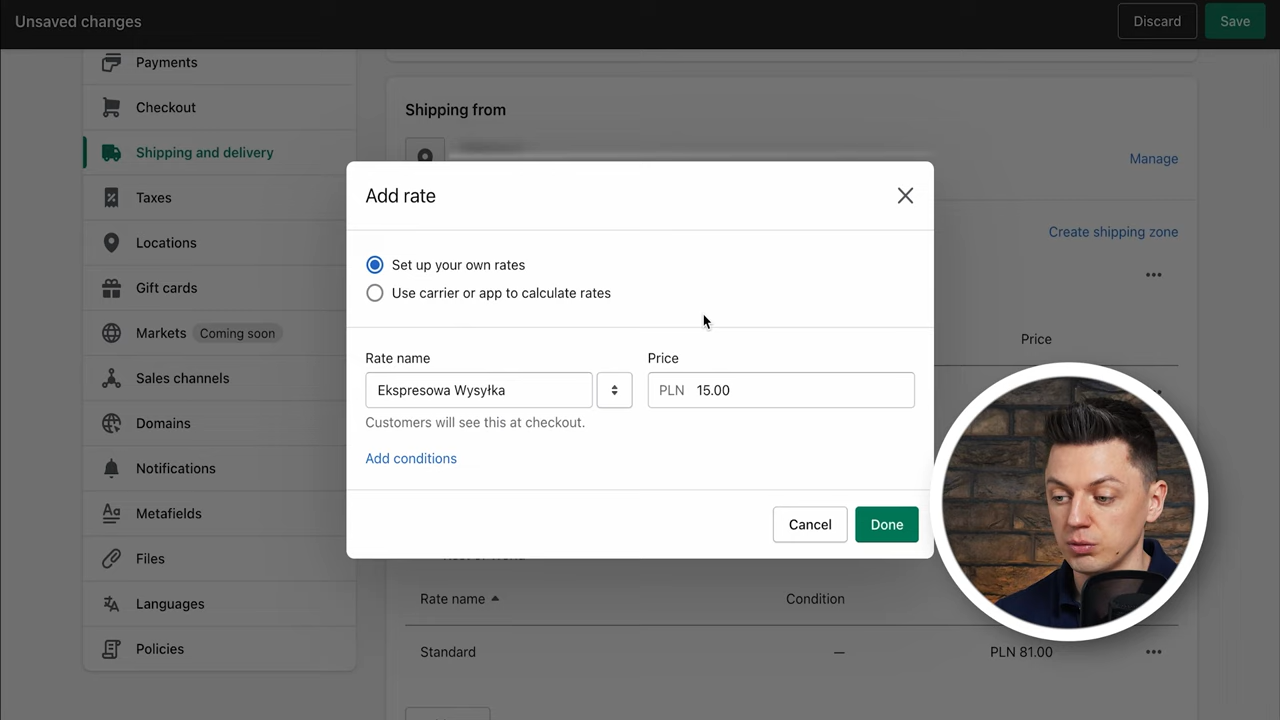 Unsaved changes
Discard
Save
Payments
Checkout
Shipping and delivery
Taxes
Locations
Gift cards
Markets Coming soon
Sales channels
Domains
Notifications
Metafields
Files
Languages
Policies
Shipping from
Manage
Create shipping zone
Price
Add rate
Set up your own rates
Use carrier or app to calculate rates
Rate name
Price
Ekspresowa Wysyłka
PLN 15.00
Customers will see this at checkout.
Add conditions
Cancel
Done
Rate name
Condition
Standard
—
PLN 81.00